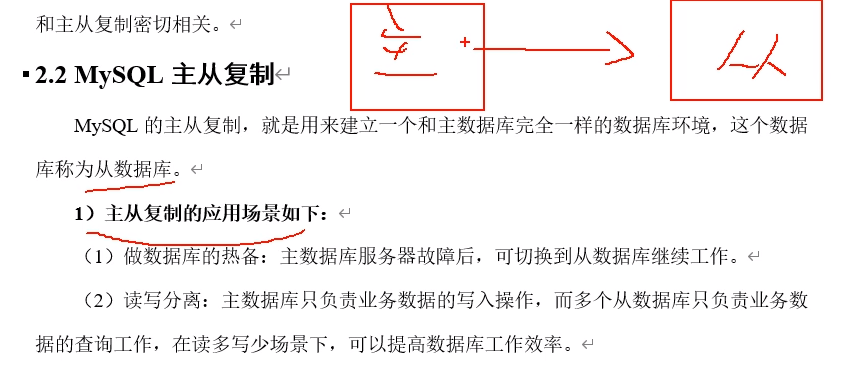 和主从复制密切相关。
主
从
2.2 MySQL 主从复制
MySQL 的主从复制，就是用来建立一个和主数据库完全一样的数据库环境，这个数据
库称为从数据库。
1）主从复制的应用场景如下：
（1）做数据库的热备：主数据库服务器故障后，可切换到从数据库继续工作。
（2）读写分离：主数据库只负责业务数据的写入操作，而多个从数据库只负责业务数
据的查询工作，在读多写少场景下，可以提高数据库工作效率。